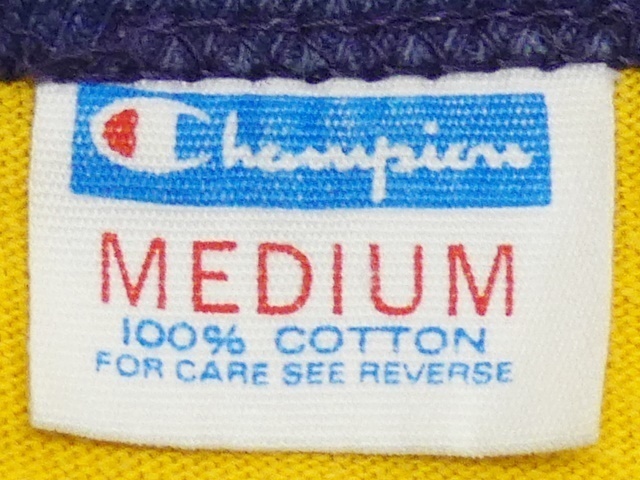 Champion
MEDIUM
100% COTTON
FOR CARE SEE REVERSE